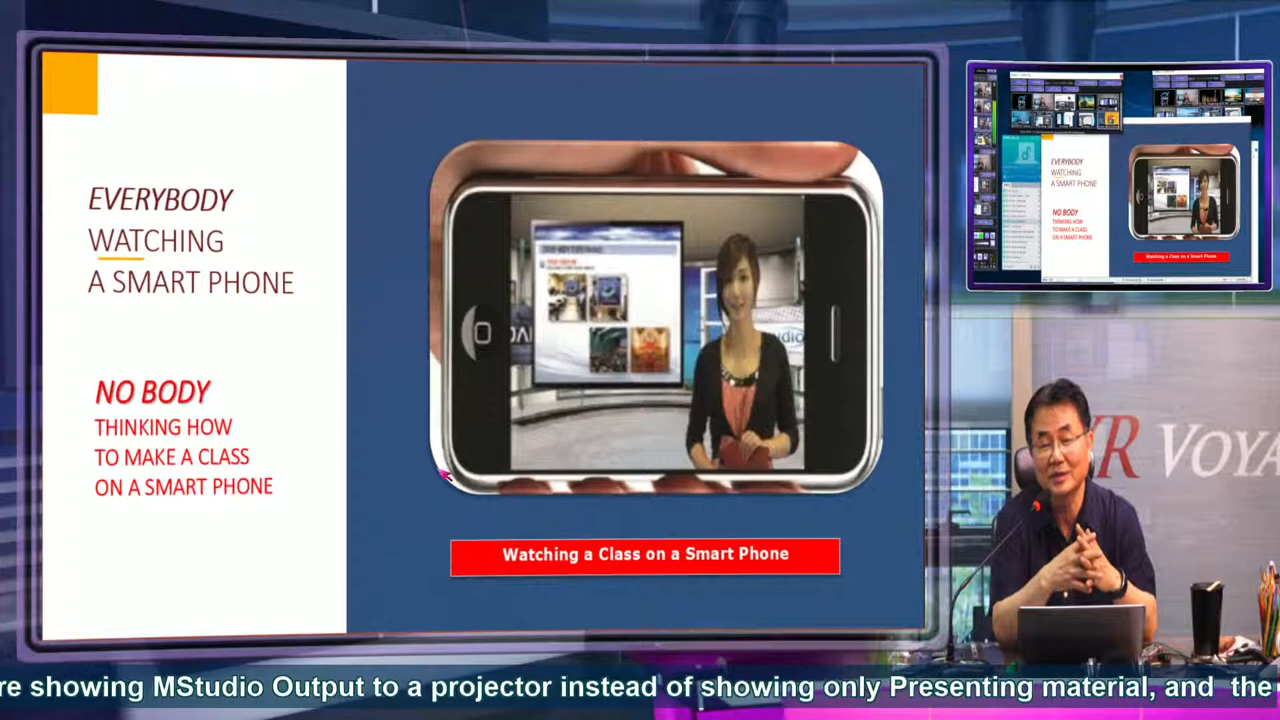 EVERYBODY
WATCHING
A SMART PHONE
NO BODY
THINKING HOW
TO MAKE A CLASS
ON A SMART PHONE
Watching a Class on a Smart Phone
EVERYBODY
WATCHING
A SMART PHONE
NO BODY
THINKING HOW
TO MAKE A CLASS
ON A SMART PHONE
Watching a Class on a Smart Phone
R VOYA
re showing MStudio Output to a projector instead of showing only Presenting material, and the